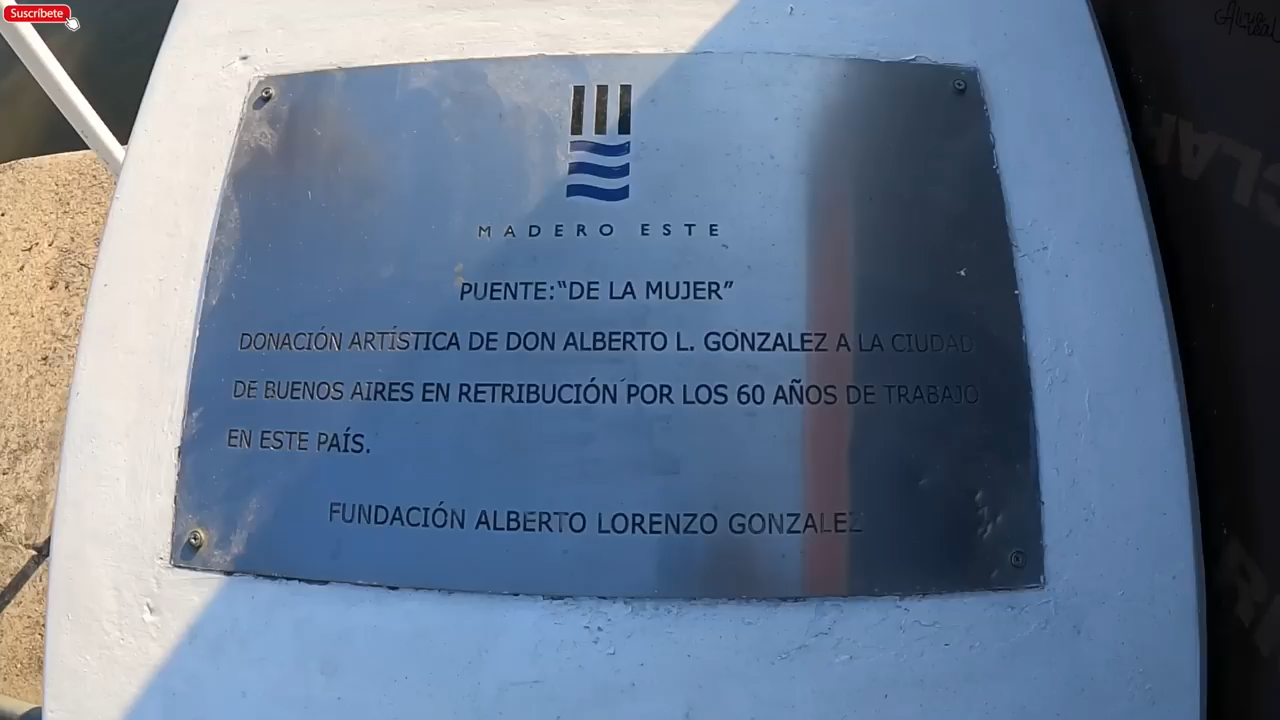 Suscríbete
MADERO ESTE
PUENTE:“DE LA MUJER”
DONACIÓN ARTÍSTICA DE DON ALBERTO L. GONZALEZ A LA CIUDAD
DE BUENOS AIRES EN RETRIBUCIÓN POR LOS 60 AÑOS DE TRABAJO
EN ESTE PAÍS.
FUNDACIÓN ALBERTO LORENZO GONZALEZ